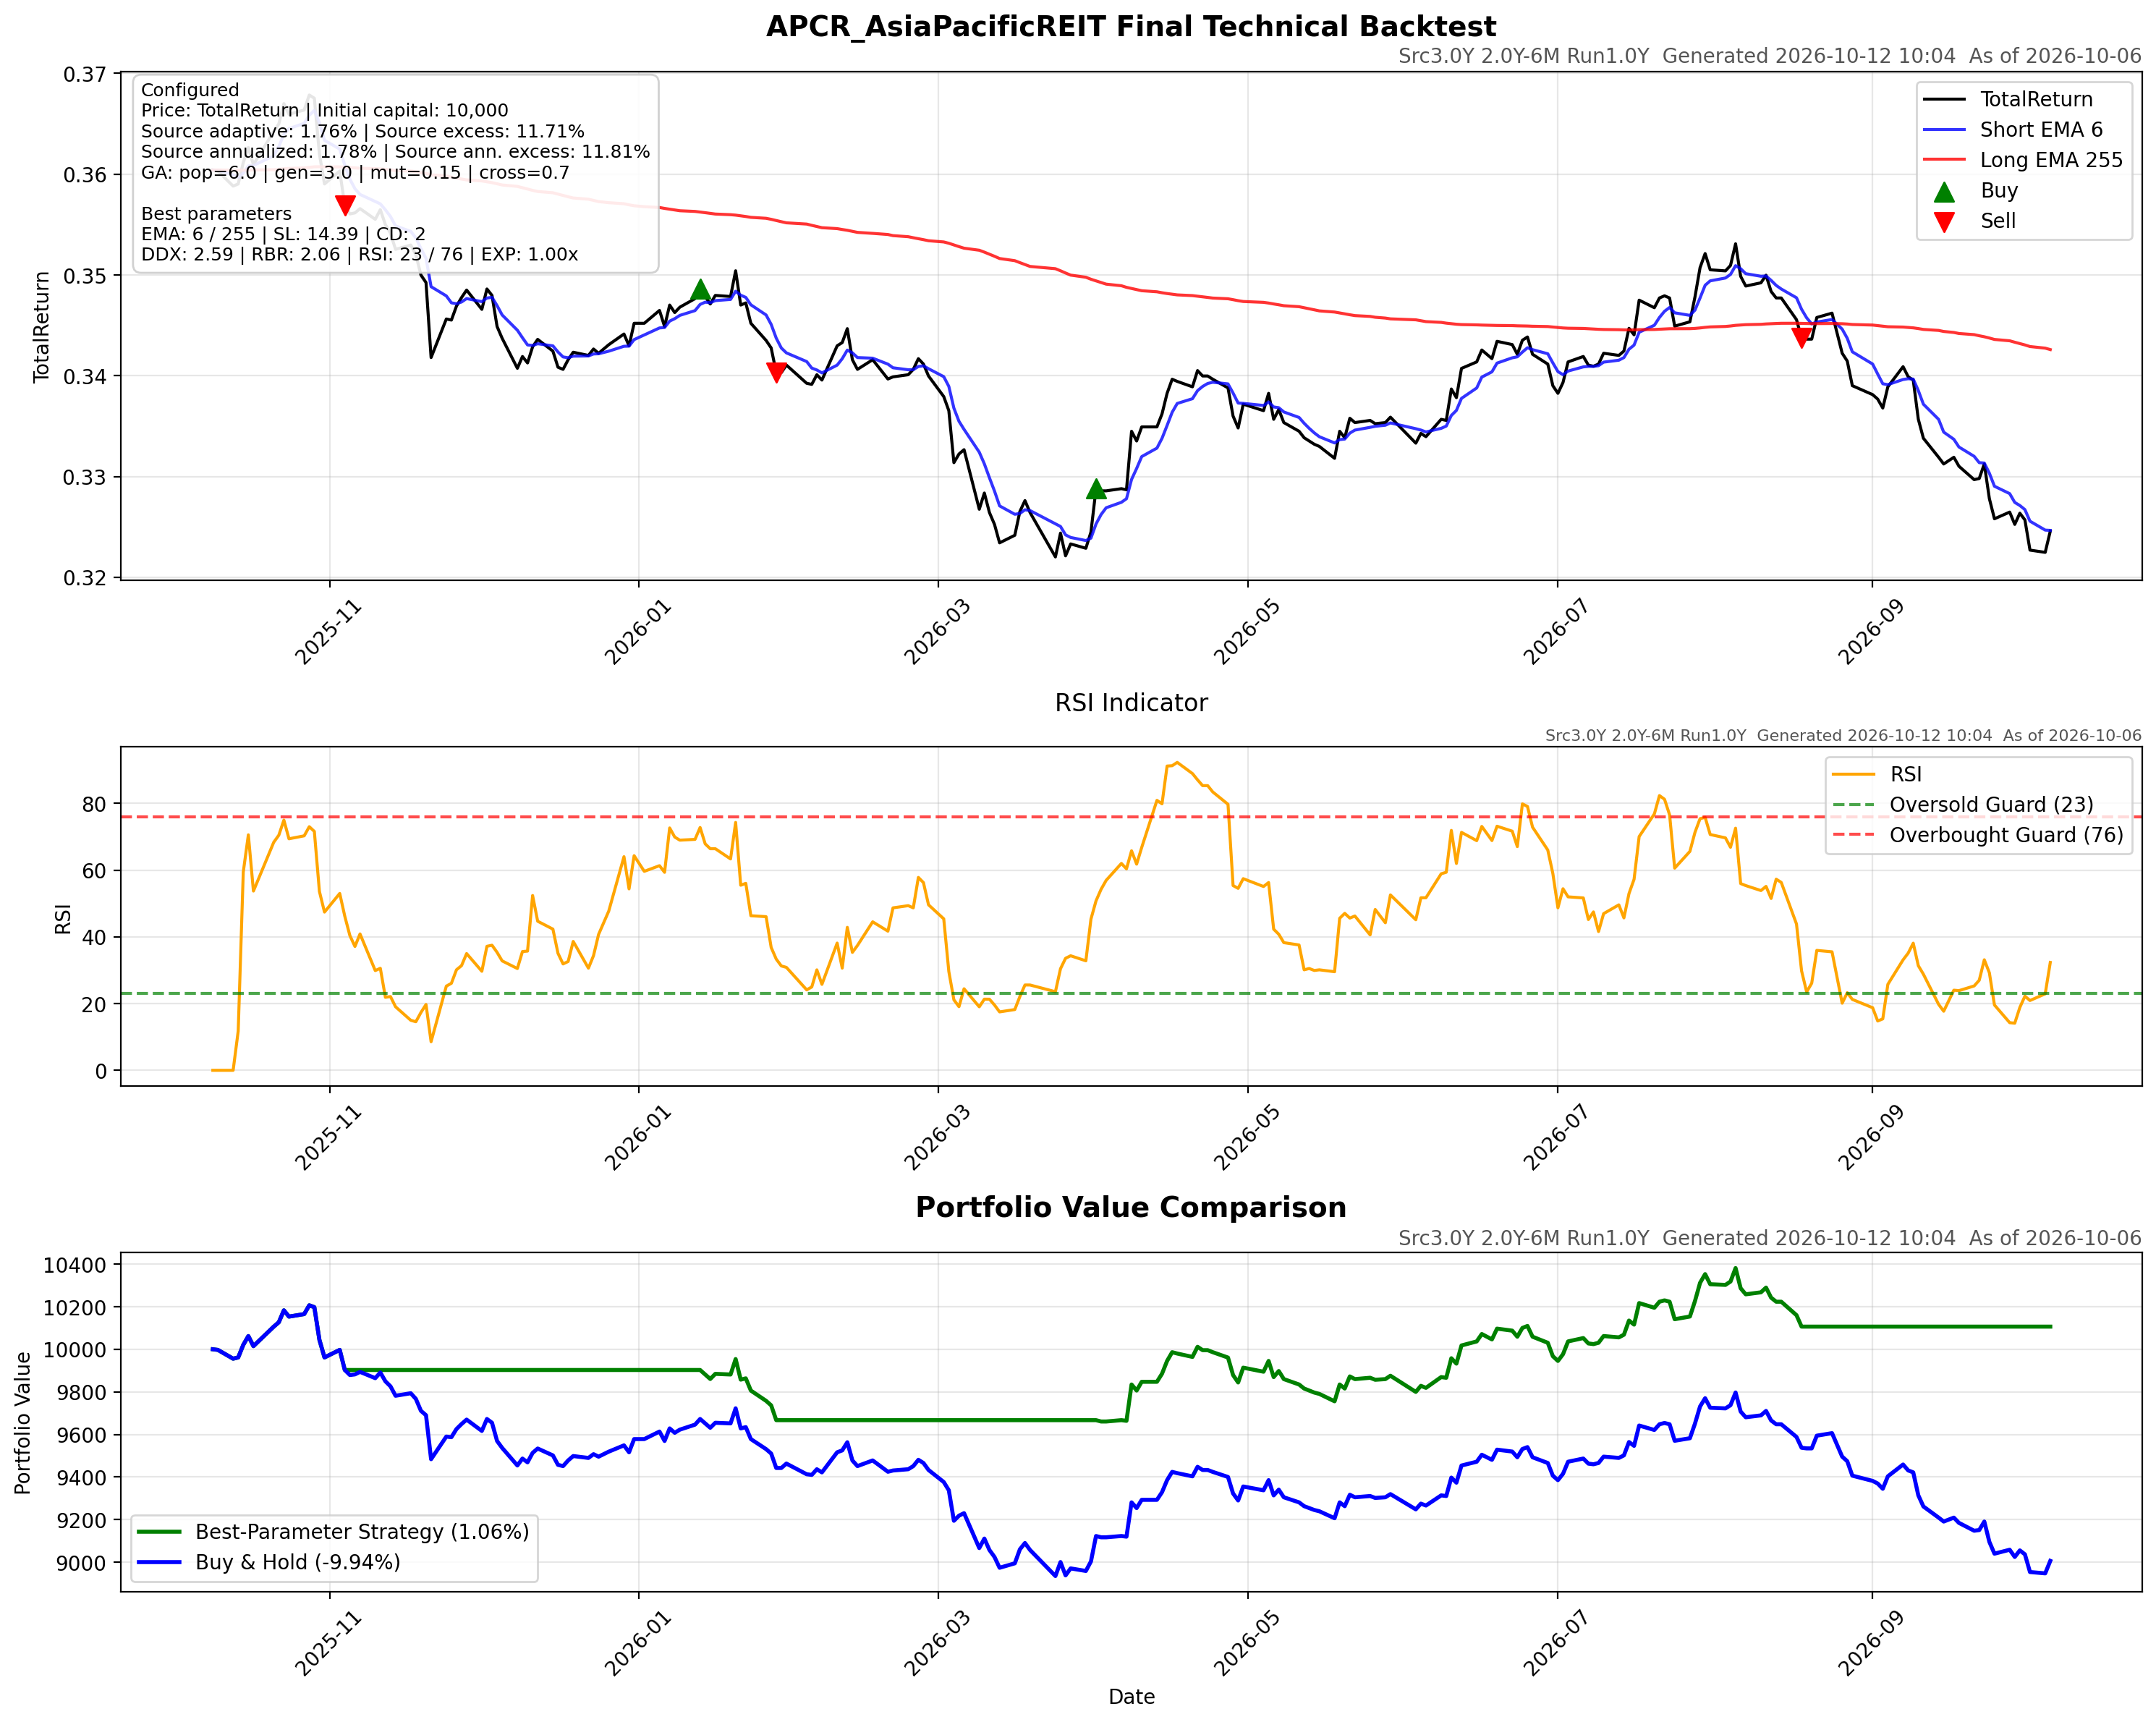 APCR_AsiaPacificREIT Final Technical Backtest
Src3.0Y 2.0Y-6M Run1.0Y  Generated 2026-10-12 10:04  As of 2026-10-06
Configured
Price: TotalReturn | Initial capital: 10,000
Source adaptive: 1.76% | Source excess: 11.71%
Source annualized: 1.78% | Source ann. excess: 11.81%
GA: pop=6.0 | gen=3.0 | mut=0.15 | cross=0.7
Best parameters
EMA: 6 / 255 | SL: 14.39 | CD: 2
DDX: 2.59 | RBR: 2.06 | RSI: 23 / 76 | EXP: 1.00x
TotalReturn
Short EMA 6
Long EMA 255
Buy
Sell
TotalReturn
0.37
0.36
0.35
0.34
0.33
0.32
2025-11
2026-01
2026-03
2026-05
2026-07
2026-09
RSI Indicator
Src3.0Y 2.0Y-6M Run1.0Y  Generated 2026-10-12 10:04  As of 2026-10-06
RSI
Oversold Guard (23)
Overbought Guard (76)
RSI
80
60
40
20
0
2025-11
2026-01
2026-03
2026-05
2026-07
2026-09
Portfolio Value Comparison
Src3.0Y 2.0Y-6M Run1.0Y  Generated 2026-10-12 10:04  As of 2026-10-06
Portfolio Value
10400
10200
10000
9800
9600
9400
9200
9000
Best-Parameter Strategy (1.06%)
Buy & Hold (-9.94%)
2025-11
2026-01
2026-03
2026-05
2026-07
2026-09
Date